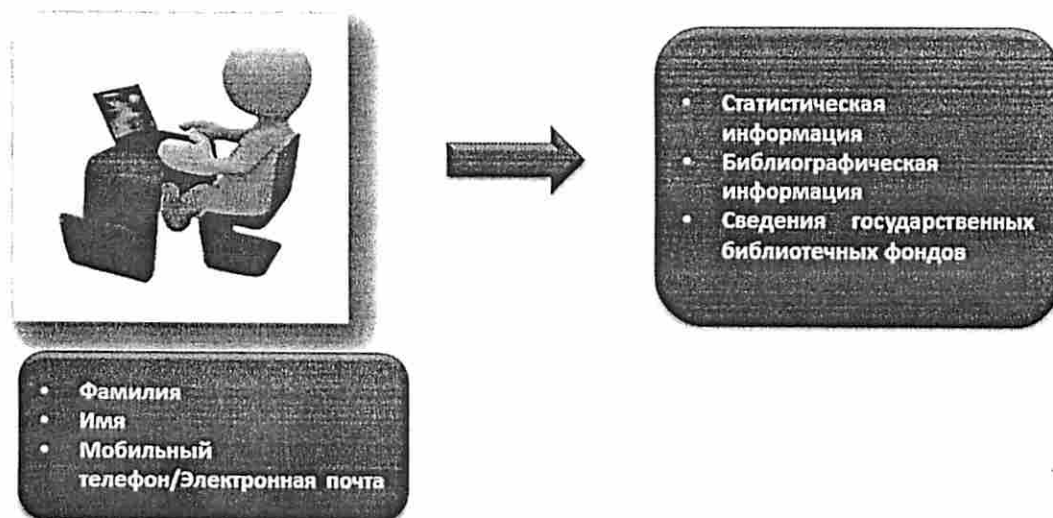 • Статистическая
информация
• Библиографическая
информация
• Сведения государственных
библиотечных фондов
• Фамилия
• Имя
• Мобильный
телефон/Электронная почта